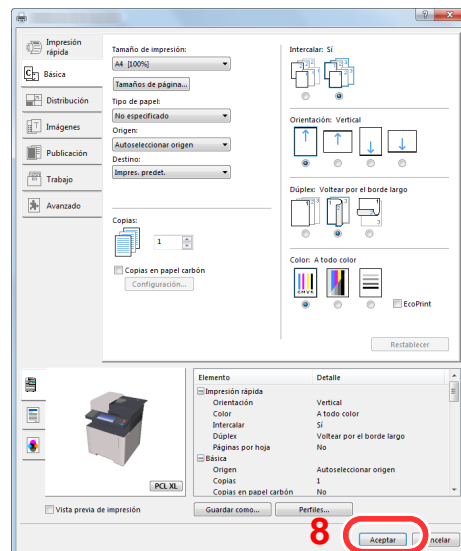 Impresión
rápida
Básica
Distribución
Imágenes
Publicación
Trabajo
Avanzado
Tamaño de impresión:
A4 [100%]
Tamaños de página...
Tipo de papel:
No especificado
Origen:
Autoseleccionar origen
Destino:
Impres. predet.
Copias:
1
Copias en papel carbón
Configuración...
Intercalar: Sí
Orientación: Vertical
Dúplex: Voltear por el borde largo
Color: A todo color
CMYK
EcoPrint
Restablecer
PCL XL
Vista previa de impresión
Elemento Detalle
Impresión rápida
Orientación Vertical
Color A todo color
Intercalar Sí
Dúplex Voltear por el borde largo
Páginas por hoja No
Básica
Origen Autoseleccionar origen
Copias 1
Copias en papel carbón No
Guardar como... Perfiles...
8 Aceptar ncelar